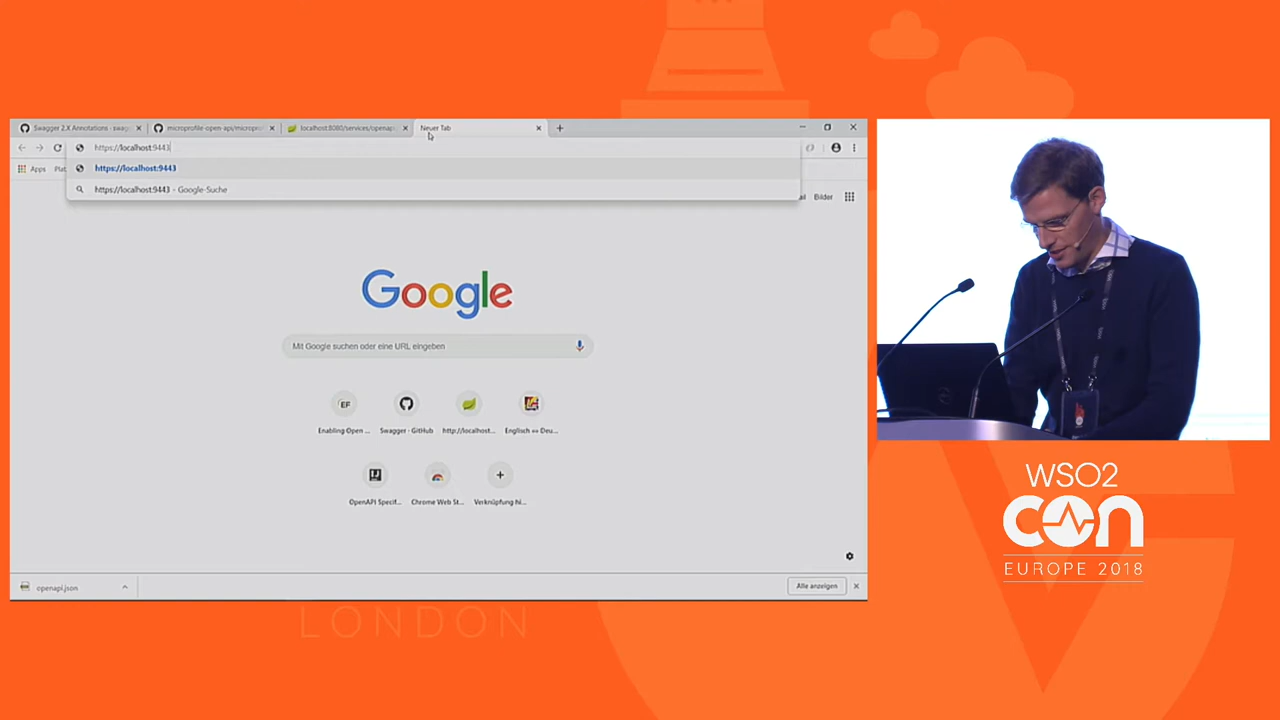 Swagger 2.X Annotations - swag
microprofile-open-api/micropro
localhost:8080/services/openap
Neuer Tab
https://localhost:9443
Apps
https://localhost:9443
https://localhost:9443 - Google-Suche
Bilder
Google
Mit Google suchen oder eine URL eingeben
EF
Enabling Open ...
Swagger · GitHub
http://localhost...
Englisch ⇔ Deu...
OpenAPI Specif...
Chrome Web St...
Verknüpfung hi...
openapi.json
Alle anzeigen
WSO2
con
EUROPE 2018
LONDON